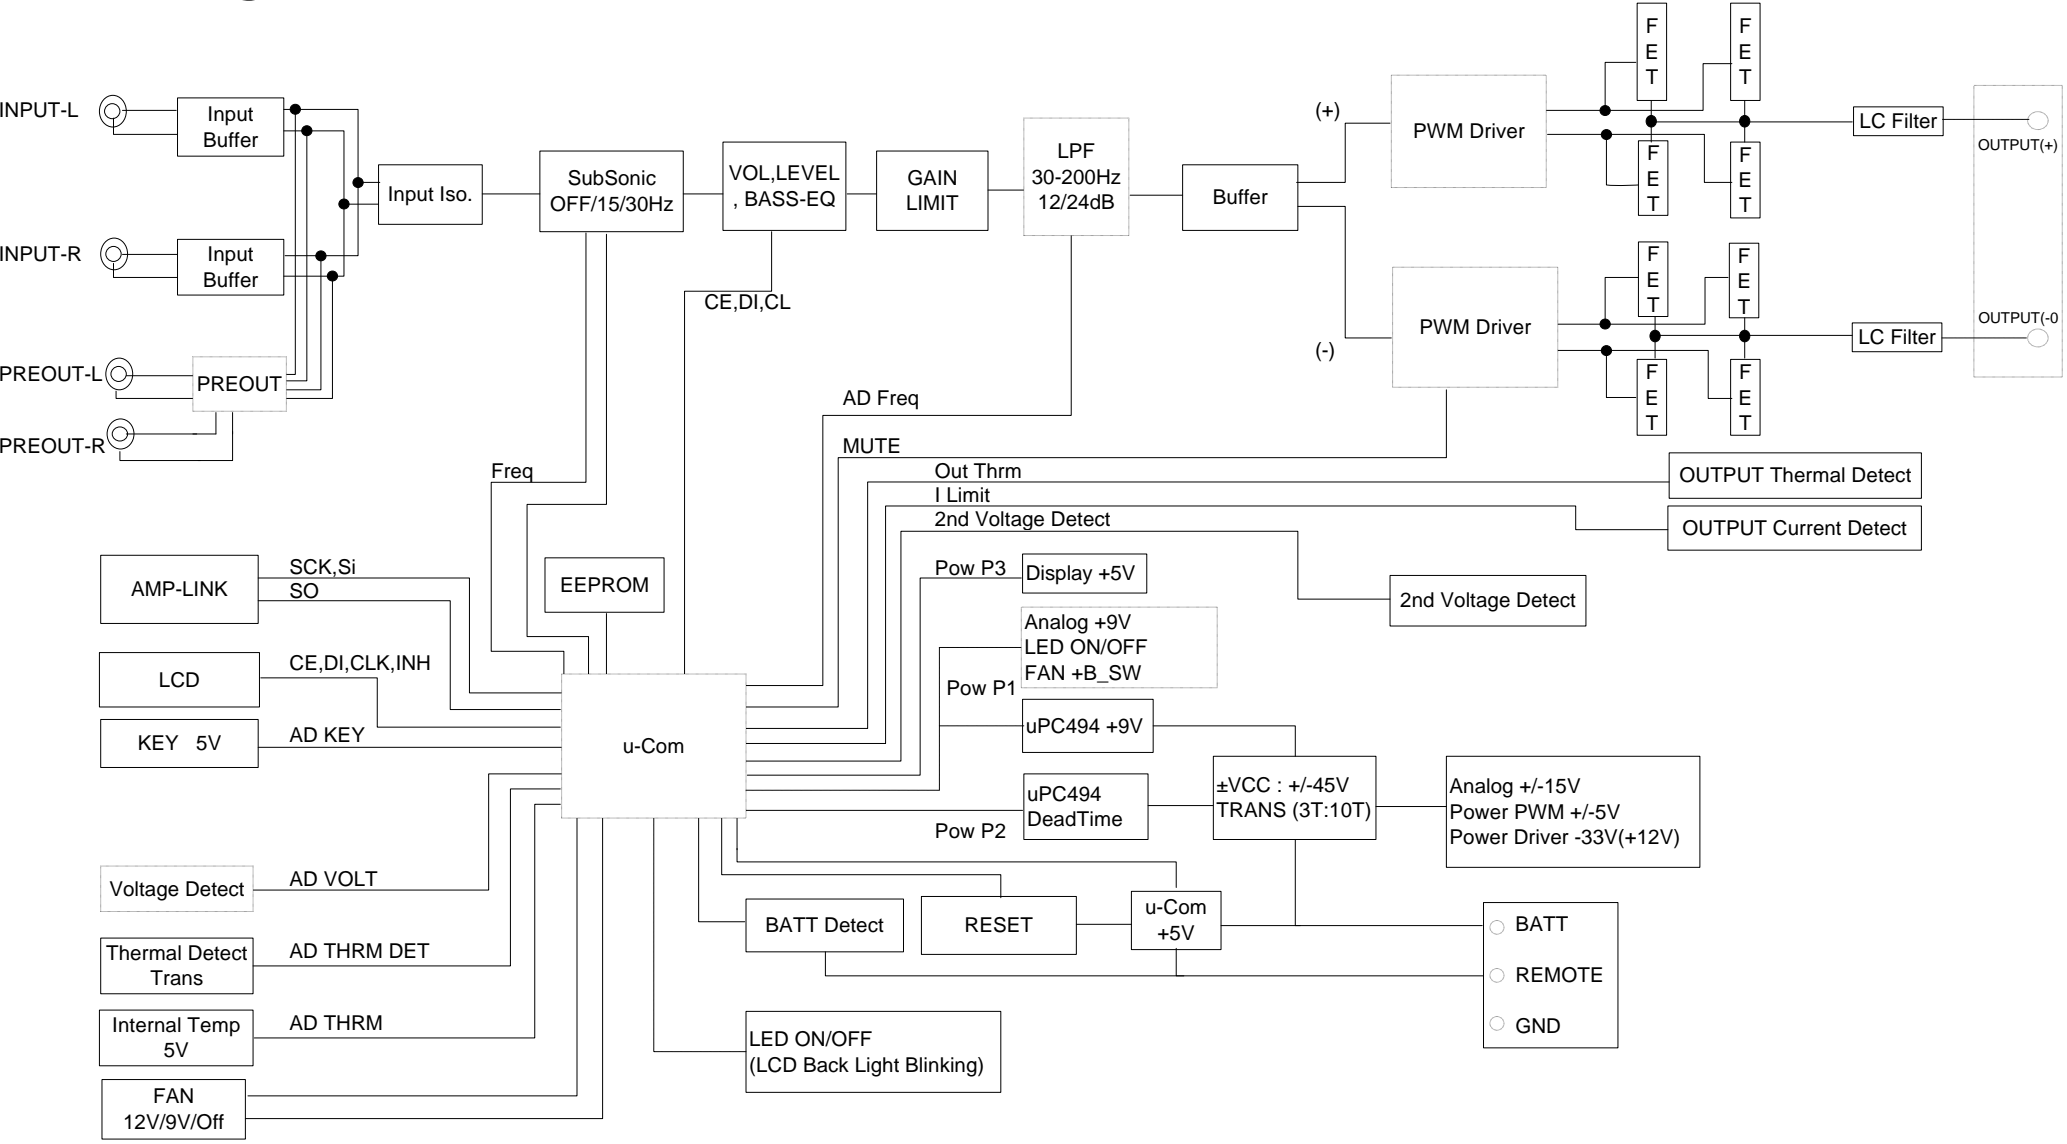 INPUT-L
Input
Buffer
INPUT-R
Input
Buffer
PREOUT-L
PREOUT
PREOUT-R
Input Iso.
SubSonic
OFF/15/30Hz
VOL,LEVEL
, BASS-EQ
GAIN
LIMIT
LPF
30-200Hz
12/24dB
Buffer
(+)
(-)
PWM Driver
PWM Driver
F
E
T
F
E
T
F
E
T
F
E
T
F
E
T
F
E
T
F
E
T
F
E
T
LC Filter
LC Filter
OUTPUT(+)
OUTPUT(-0
CE,DI,CL
AD Freq
MUTE
Freq
Out Thrm
I Limit
2nd Voltage Detect
OUTPUT Thermal Detect
OUTPUT Current Detect
2nd Voltage Detect
AMP-LINK
SCK,Si
SO
EEPROM
LCD
CE,DI,CLK,INH
KEY 5V
AD KEY
u-Com
Pow P3
Display +5V
Analog +9V
LED ON/OFF
FAN +B_SW
Pow P1
uPC494 +9V
uPC494
DeadTime
Pow P2
±VCC : +/-45V
TRANS (3T:10T)
Analog +/-15V
Power PWM +/-5V
Power Driver -33V(+12V)
Voltage Detect
AD VOLT
Thermal Detect
Trans
AD THRM DET
Internal Temp
5V
AD THRM
FAN
12V/9V/Off
BATT Detect
RESET
u-Com
+5V
BATT
REMOTE
GND
LED ON/OFF
(LCD Back Light Blinking)